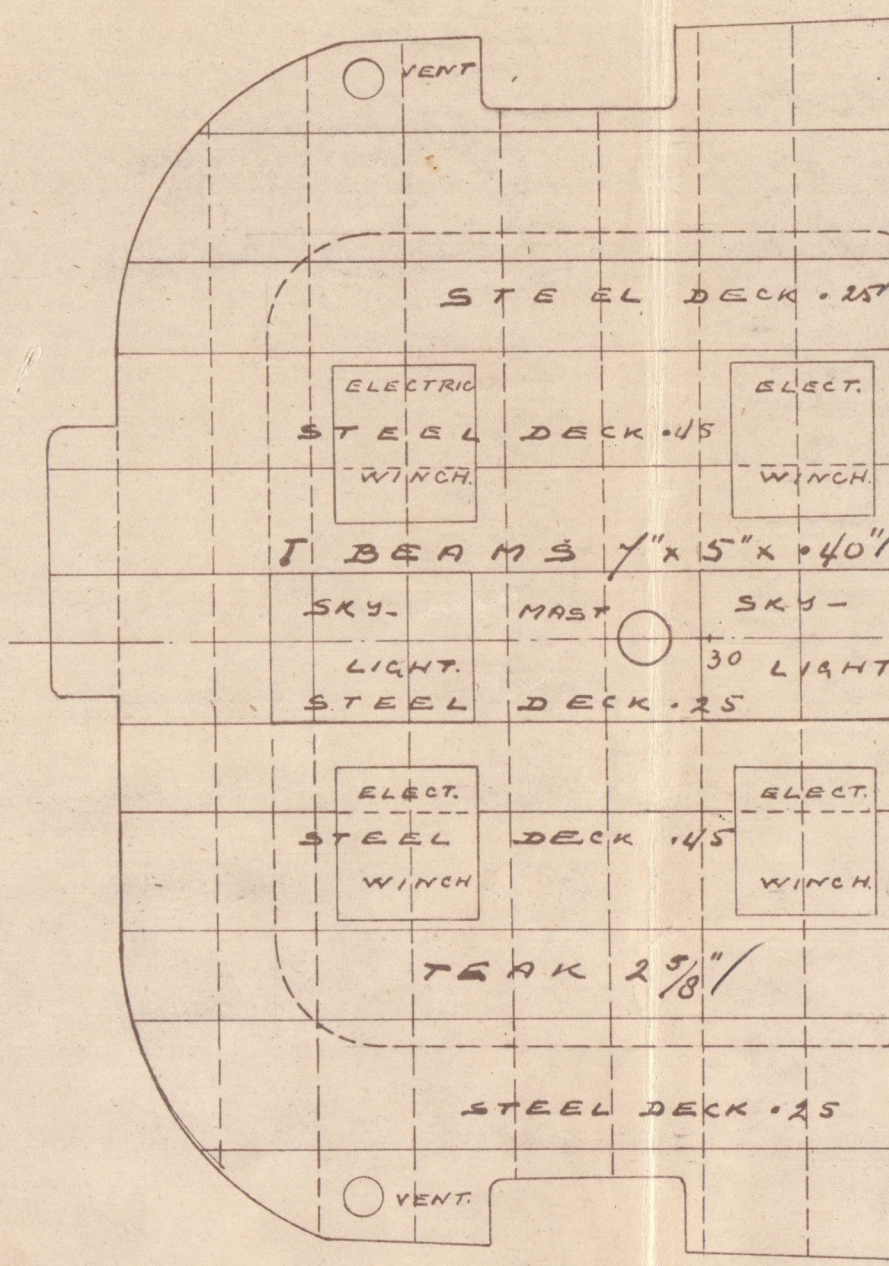 VENT
STEEL DECK .25"
ELECTRIC
ELECT.
STEEL DECK .45
WINCH.
WINCH.
I BEAMS 7" x 5" x .40"/
SKY-
MAST
SKY-
LIGHT.
30
LIGHT
STEEL DECK .25
ELECT.
ELECT.
STEEL DECK .45
WINCH
WINCH.
TEAK 2 5/8"/
STEEL DECK .25
VENT.